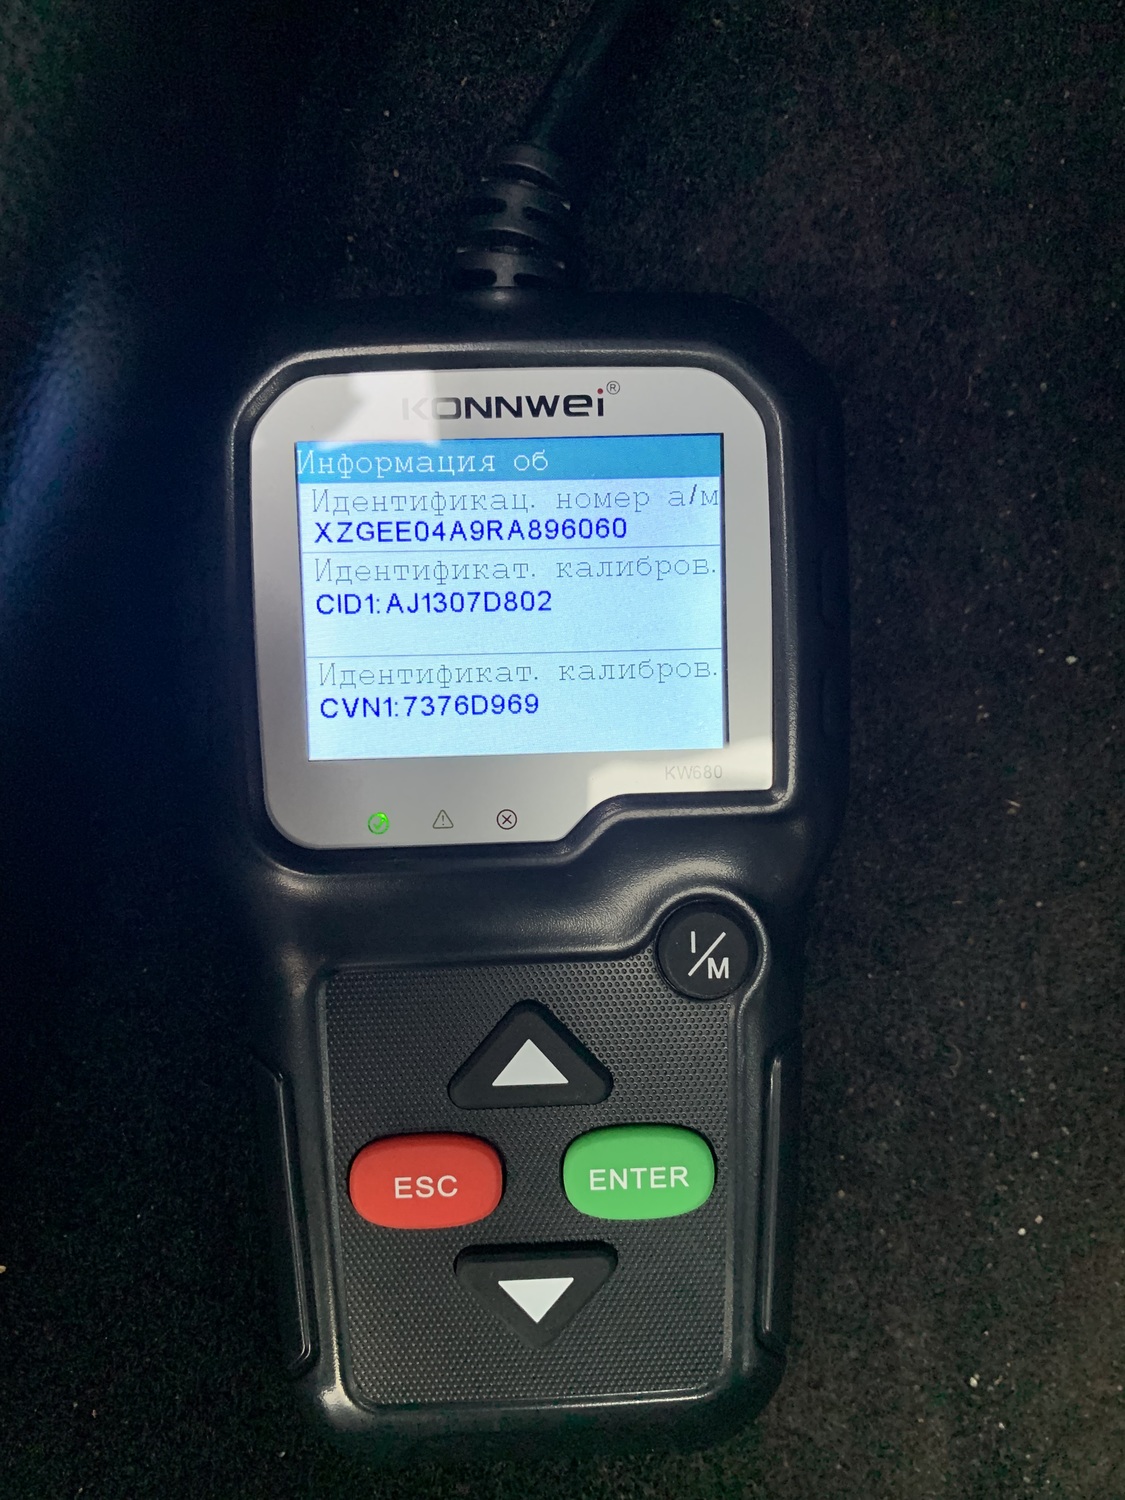 KONNWEI®
Информация об
Идентификац. номер а/м
XZGEE04A9RA896060
Идентификат. калибров.
CID1:AJ1307D802
Идентификат. калибров.
CVN1:7376D969
KW680
I/M
ESC
ENTER